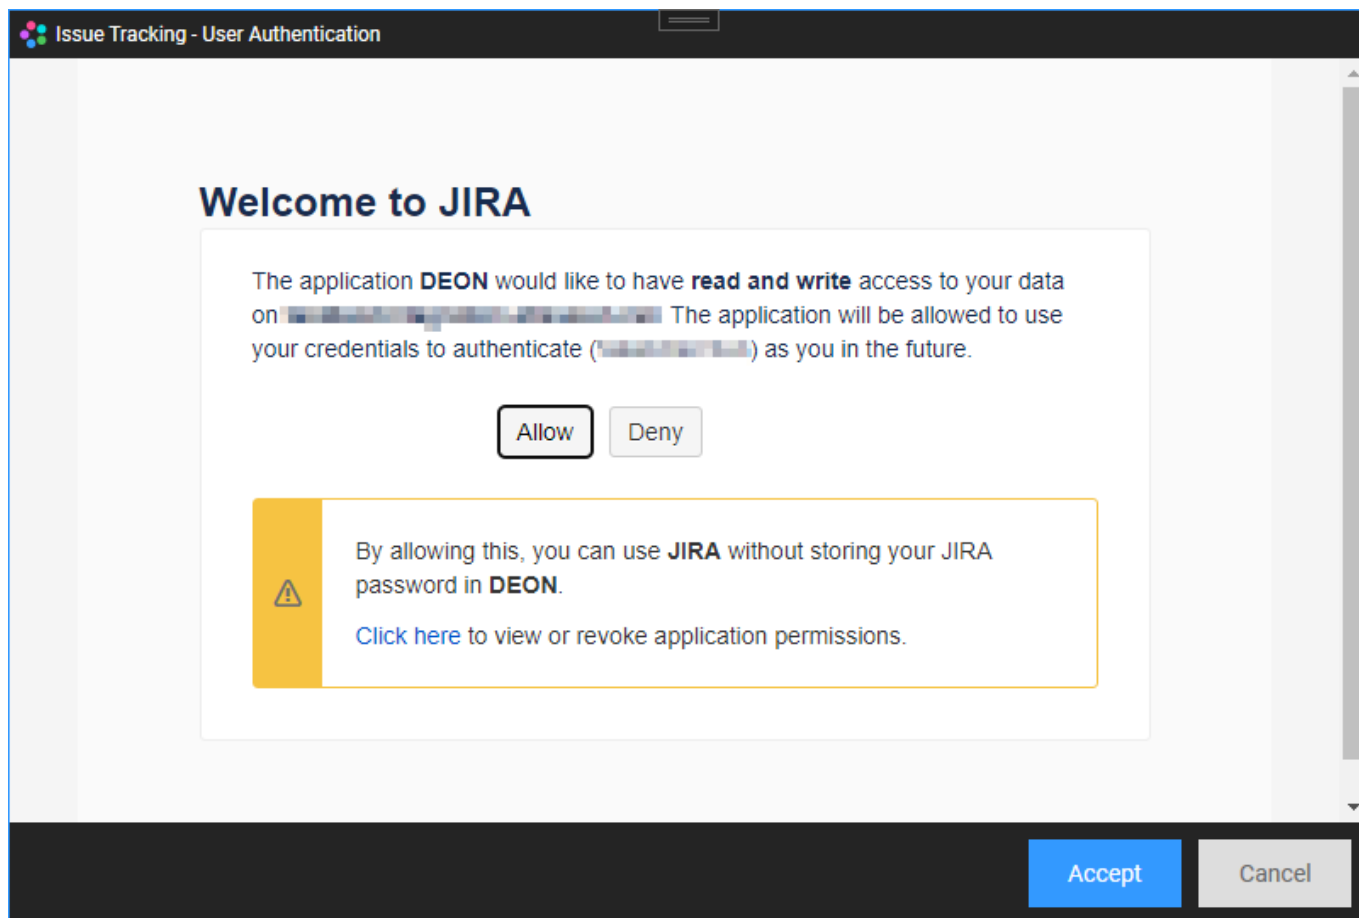 Issue Tracking - User Authentication
Welcome to JIRA
The application DEON would like to have read and write access to your data
on The application will be allowed to use
your credentials to authenticate ( ) as you in the future.
Allow
Deny
By allowing this, you can use JIRA without storing your JIRA
password in DEON.
Click here to view or revoke application permissions.
Accept
Cancel